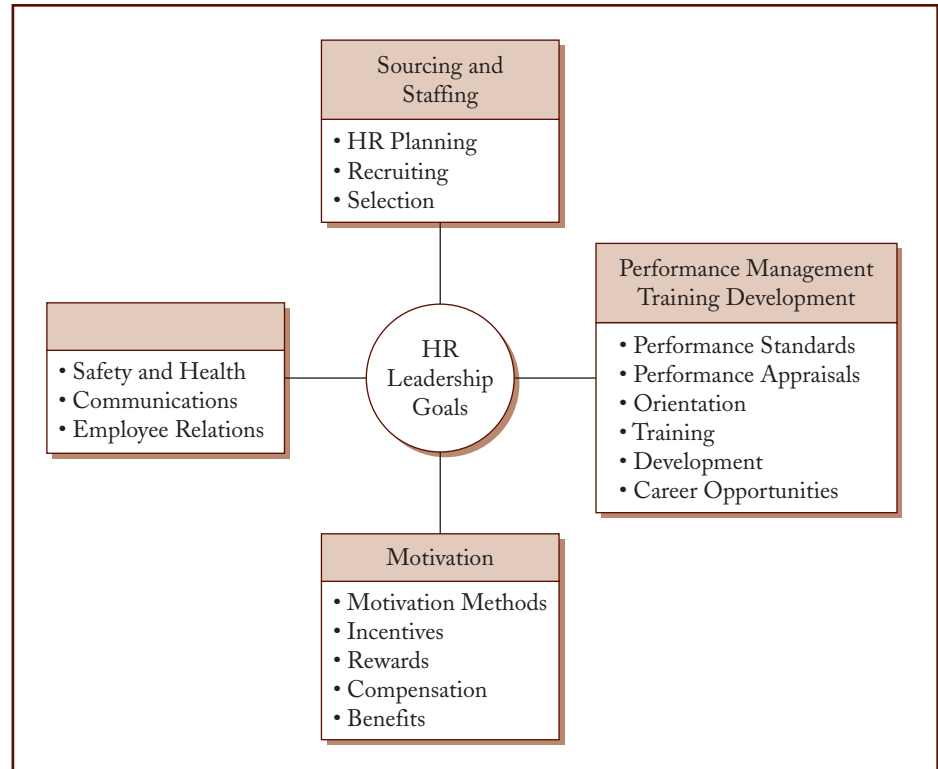 Sourcing and
Staffing
• HR Planning
• Recruiting
• Selection
Performance Management
Training Development
• Performance Standards
• Performance Appraisals
• Orientation
• Training
• Development
• Career Opportunities
• Safety and Health
• Communications
• Employee Relations
HR
Leadership
Goals
Motivation
• Motivation Methods
• Incentives
• Rewards
• Compensation
• Benefits